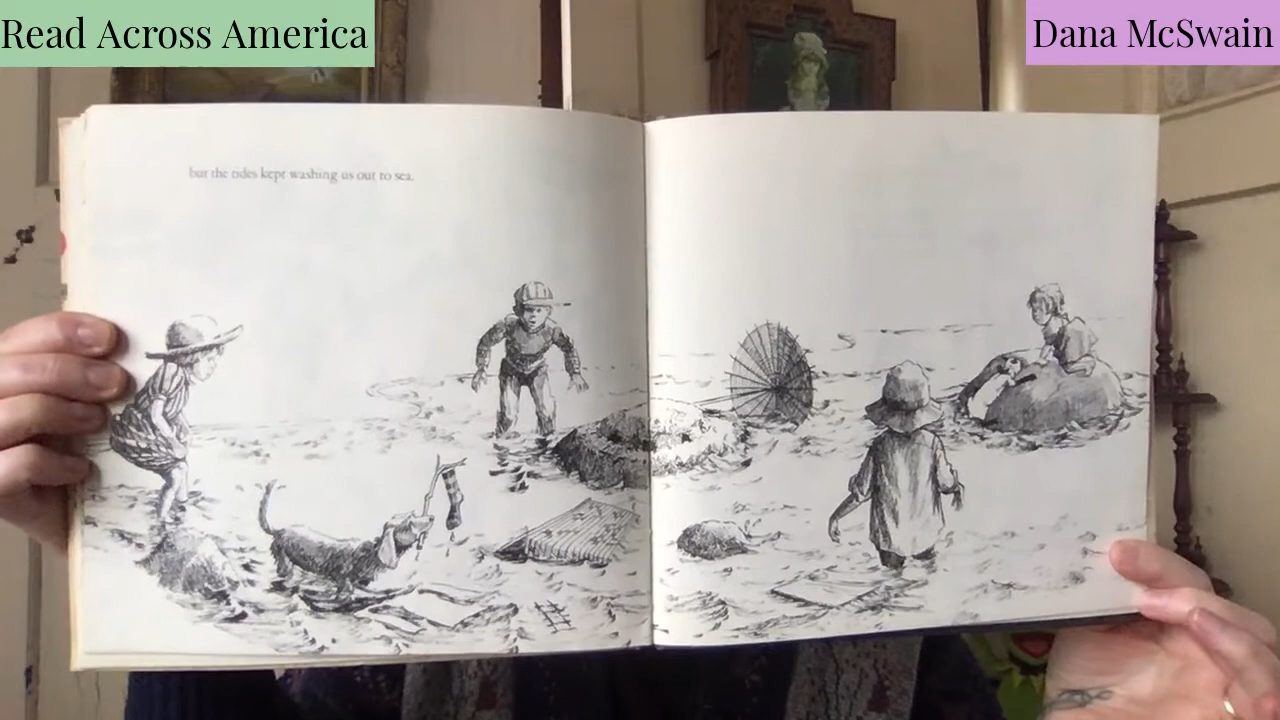 Read Across America
Dana McSwain
but the tides kept washing us out to sea.